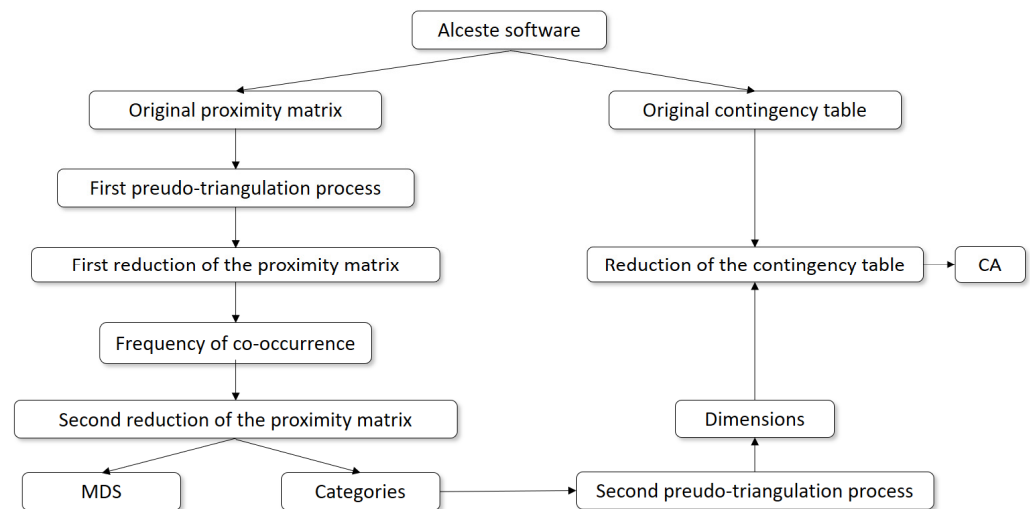 Alceste software
Original proximity matrix
Original contingency table
First preudo-triangulation process
First reduction of the proximity matrix
Reduction of the contingency table
CA
Frequency of co-occurrence
Second reduction of the proximity matrix
Dimensions
MDS
Categories
Second preudo-triangulation process